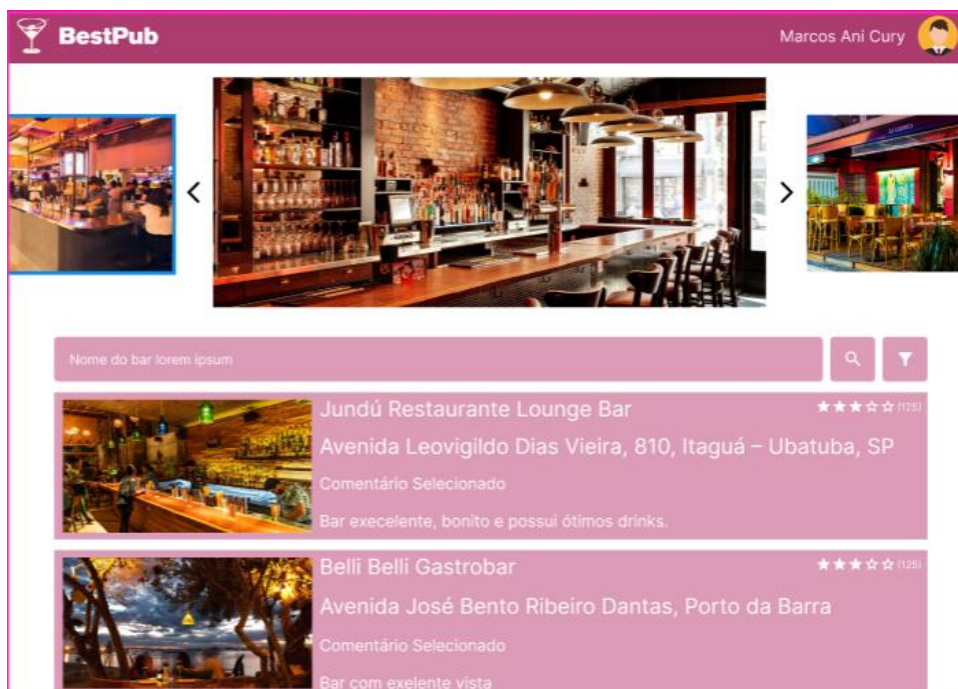 BestPub
Marcos Ani Cury
Nome do bar lorem ipsum
Jundú Restaurante Lounge Bar
(125)
Avenida Leovigildo Dias Vieira, 810, Itaguá – Ubatuba, SP
Comentário Selecionado
Bar execelente, bonito e possui ótimos drinks.
Belli Belli Gastrobar
(125)
Avenida José Bento Ribeiro Dantas, Porto da Barra
Comentário Selecionado
Bar com exelente vista